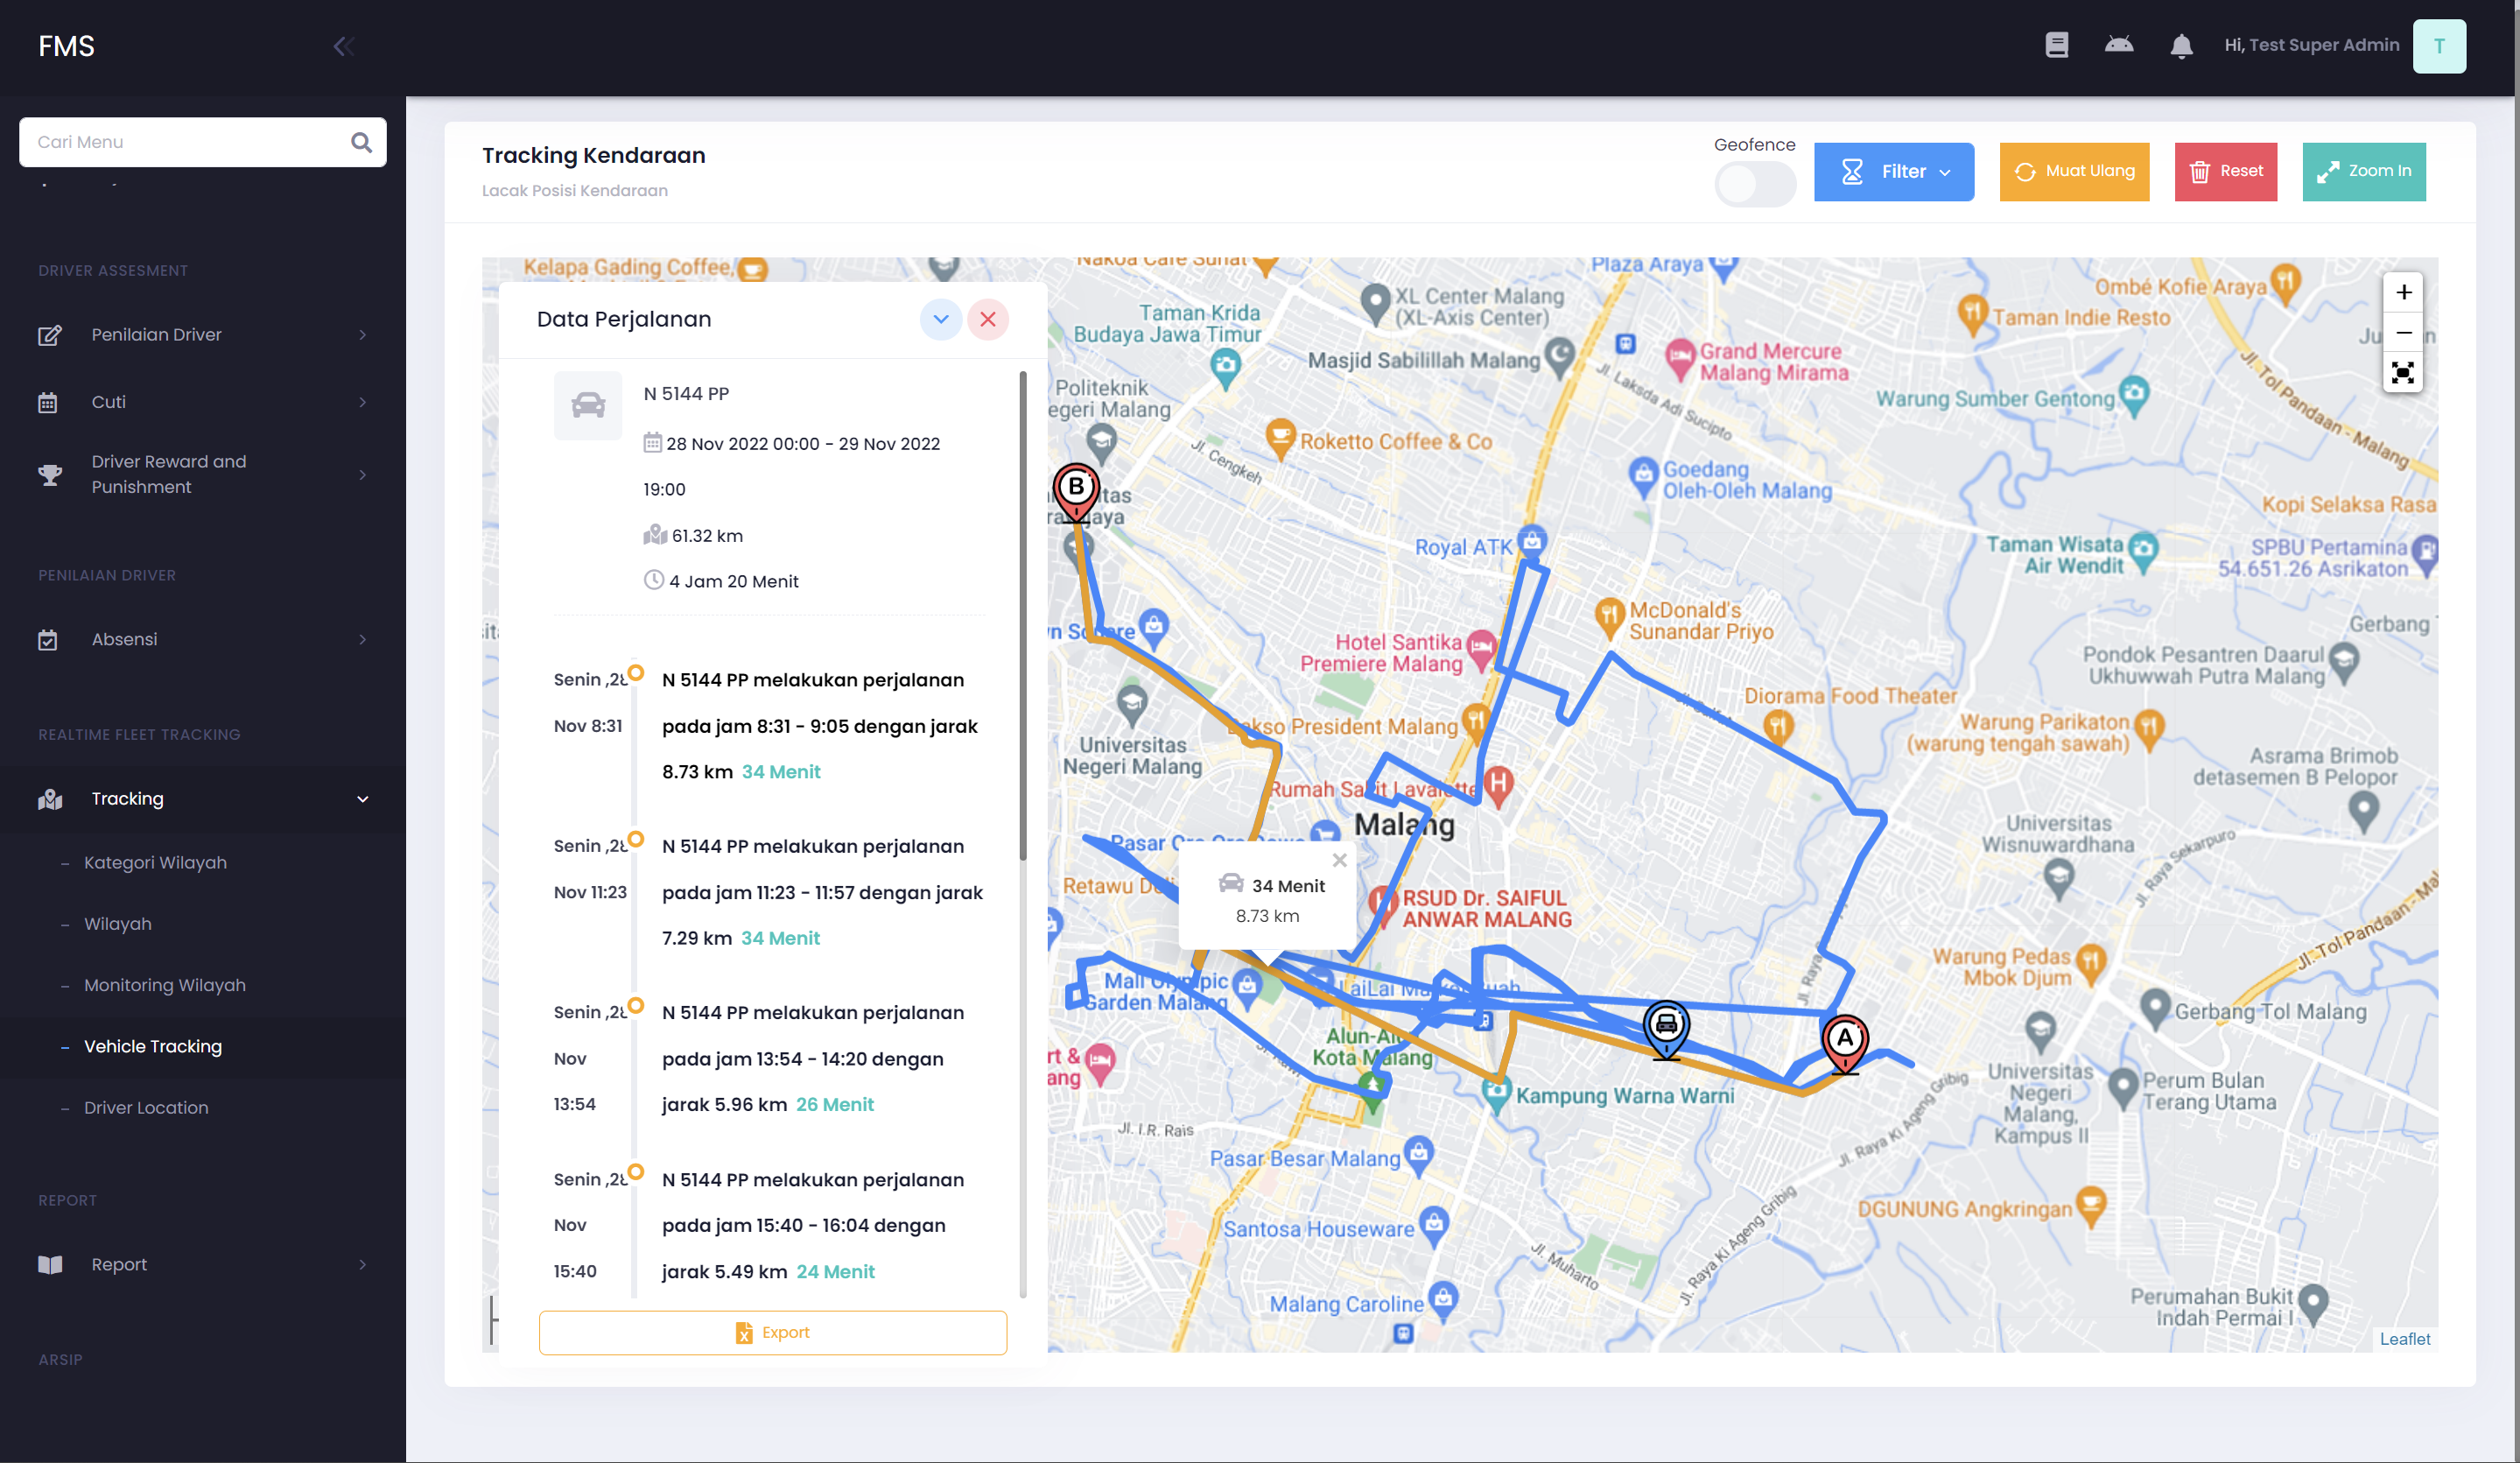 FMS
Hi, Test Super Admin
T
Cari Menu
DRIVER ASSESMENT
Penilaian Driver
Cuti
Driver Reward and
Punishment
PENILAIAN DRIVER
Absensi
REALTIME FLEET TRACKING
Tracking
Kategori Wilayah
Wilayah
Monitoring Wilayah
Vehicle Tracking
Driver Location
REPORT
Report
ARSIP
Tracking Kendaraan
Lacak Posisi Kendaraan
Geofence
Filter
Muat Ulang
Reset
Zoom In
Data Perjalanan
N 5144 PP
28 Nov 2022 00:00 - 29 Nov 2022
19:00
61.32 km
4 Jam 20 Menit
Senin ,28
Nov 8:31
N 5144 PP melakukan perjalanan
pada jam 8:31 - 9:05 dengan jarak
8.73 km 34 Menit
Senin ,28
Nov 11:23
N 5144 PP melakukan perjalanan
pada jam 11:23 - 11:57 dengan jarak
7.29 km 34 Menit
Senin ,28
Nov
13:54
N 5144 PP melakukan perjalanan
pada jam 13:54 - 14:20 dengan
jarak 5.96 km 26 Menit
Senin ,28
Nov
15:40
N 5144 PP melakukan perjalanan
pada jam 15:40 - 16:04 dengan
jarak 5.49 km 24 Menit
Export
Kelapa Gading Coffee,
Nakoa Cafe Suhat
Plaza Araya
Ombé Kofie Araya
XL Center Malang
(XL-Axis Center)
Taman Krida
Budaya Jawa Timur
Taman Indie Resto
Masjid Sabilillah Malang
Grand Mercure
Malang Mirama
Jl. Laksda Adi Sucipto
Jl. Tol Pandaan - Malang
Politeknik
egeri Malang
Warung Sumber Gentong
Jl. Cengkeh
Roketto Coffee & Co
Goedang
Oleh-Oleh Malang
Kopi Selaksa Rasa
B
Royal ATK
Taman Wisata
Air Wendit
SPBU Pertamina
54.651.26 Asrikaton
McDonald's
Sunandar Priyo
Gerbang
Hotel Santika
Premiere Malang
Pondok Pesantren Daarul
Ukhuwwah Putra Malang
Diorama Food Theater
Bakso President Malang
Warung Parikaton
(warung tengah sawah)
Universitas
Negeri Malang
Asrama Brimob
detasemen B Pelopor
Rumah Sakit Lavalette
H
Malang
Universitas
Wisnuwardhana
Jl. Raya Sekarpuro
34 Menit
8.73 km
RSUD Dr. SAIFUL
ANWAR MALANG
Jl. Tol Pandaan - Mal
Warung Pedas
Mbok Djum
Mall Olympic
Garden Malang
Jl. Raya
Gerbang Tol Malang
A
Kota Malang
Kampung Warna Warni
Universitas
Negeri
Malang,
Kampus II
Perum Bulan
Terang Utama
Jl. I.R. Rais
Jl. Raya Ki Ageng Gribig
Pasar Besar Malang
DGUNUNG Angkringan
Santosa Houseware
Jl. Muharto
Jl. Raya Ki Ageng Gribig
Malang Caroline
Perumahan Bukit
Indah Permai I
Leaflet